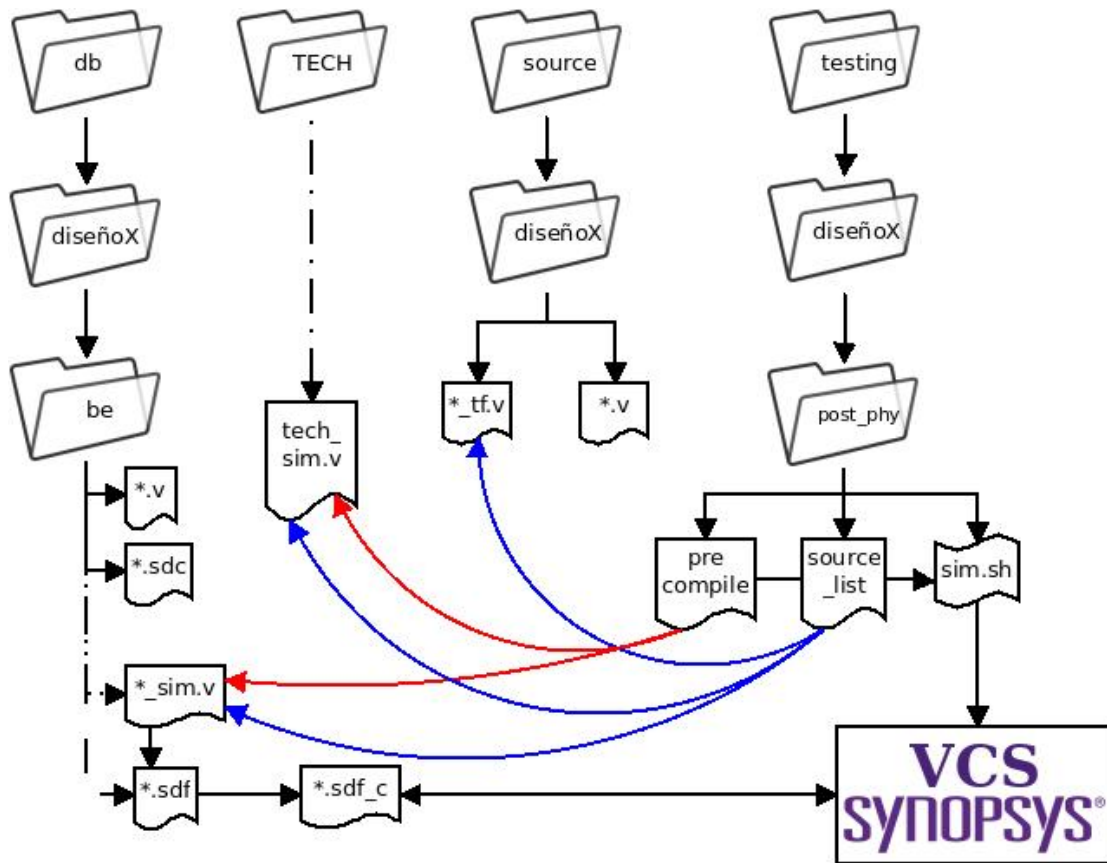 db
TECH
source
testing
diseñoX
diseñoX
diseñoX
be
*_tf.v
*.v
post_phy
tech_
sim.v
*.v
*.sdc
pre
compile
source
_list
sim.sh
*_sim.v
*.sdf
*.sdf_c
VCS
SYNOPSYS®